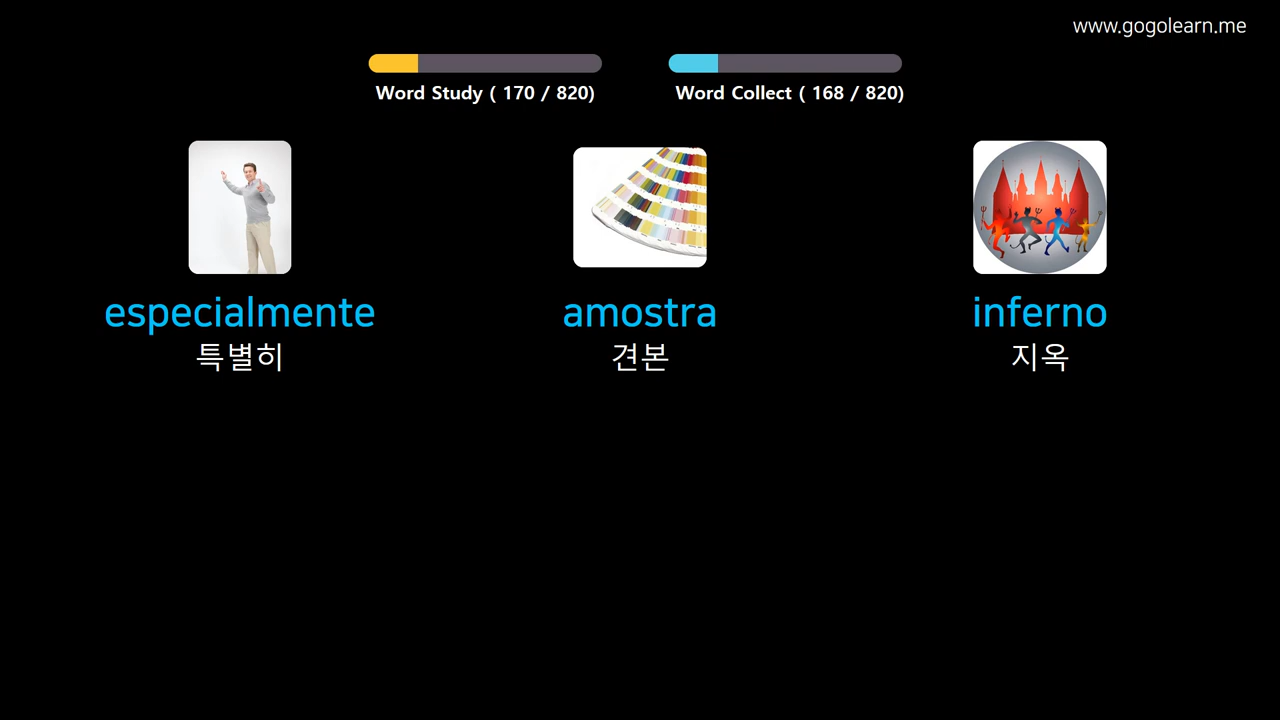 www.gogolearn.me
Word Study ( 170 / 820)
Word Collect ( 168 / 820)
especialmente
특별히
amostra
견본
inferno
지옥